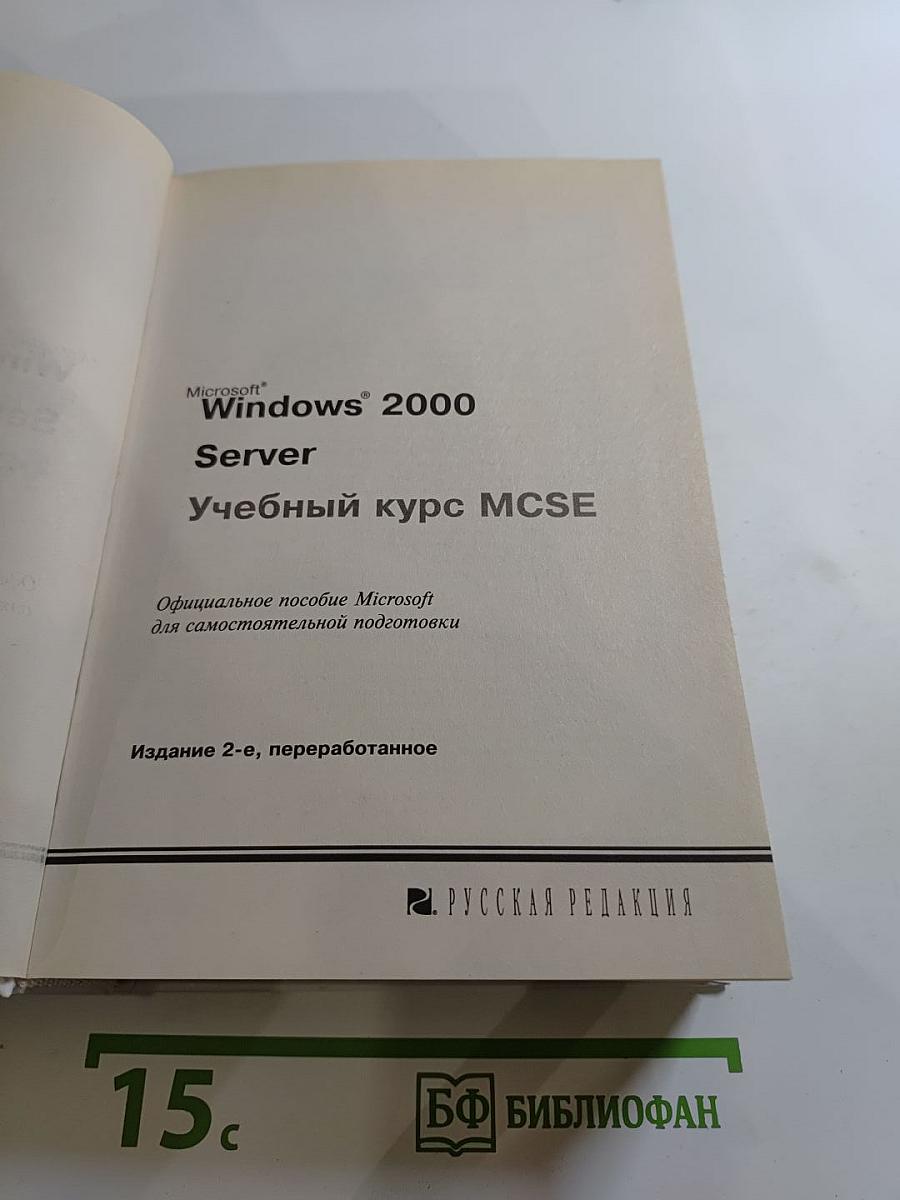 Microsoft®
Windows® 2000
Server
Учебный курс MCSE
Официальное пособие Microsoft
для самостоятельной подготовки
Издание 2-е, переработанное
РУССКАЯ РЕДАКЦИЯ
15 с
БФ БИБЛИОФАН